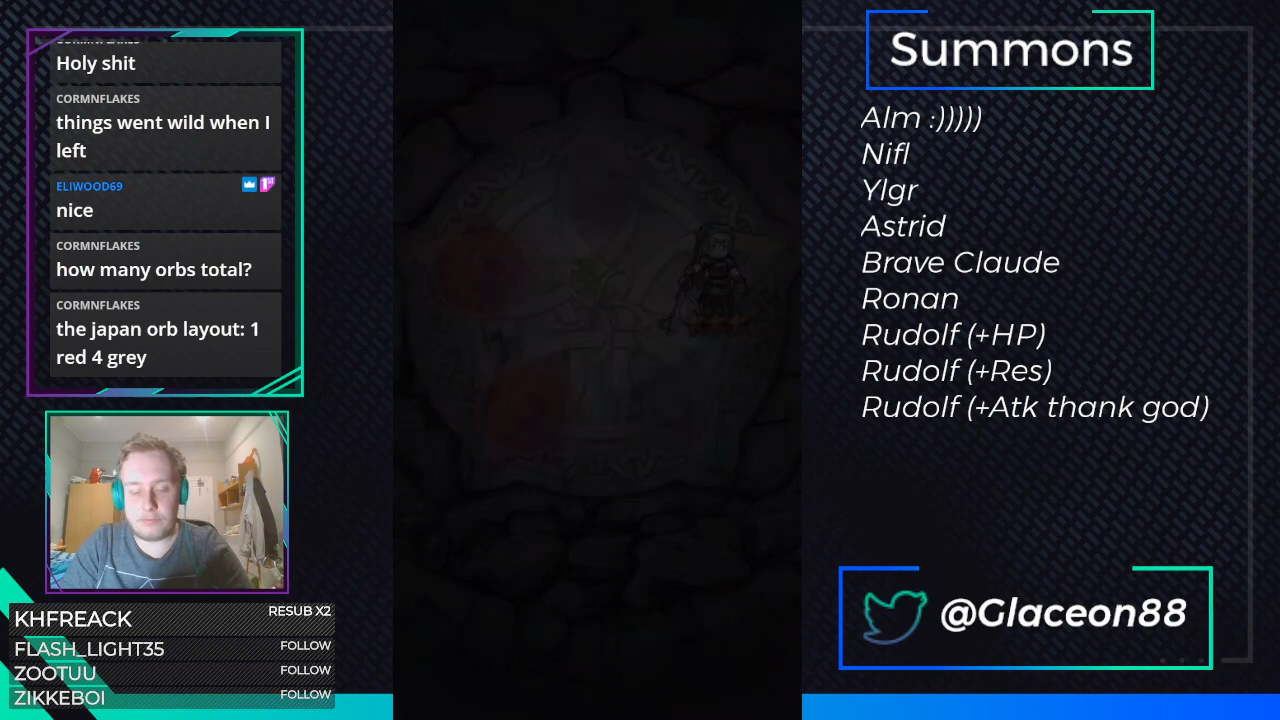 Holy shit
CORMNFLAKES
things went wild when I
left
ELIWOOD69
nice
CORMNFLAKES
how many orbs total?
CORMNFLAKES
the japan orb layout: 1
red 4 grey
KHFREACK RESUB X2
FLASH_LIGHT35 FOLLOW
ZOOTUU FOLLOW
ZIKKEBOI FOLLOW
Summons
Alm :)))))
Nifl
Ylgr
Astrid
Brave Claude
Ronan
Rudolf (+HP)
Rudolf (+Res)
Rudolf (+Atk thank god)
@Glaceon88